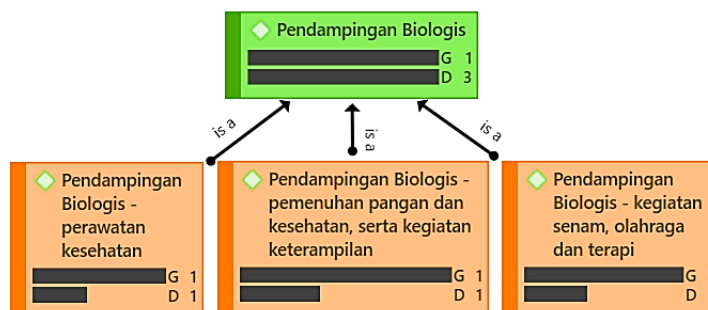 Pendampingan Biologis
G 1
D 3
is a
is a
is a
Pendampingan
Biologis -
perawatan
kesehatan
G 1
D 1
Pendampingan Biologis -
pemenuhan pangan dan
kesehatan, serta kegiatan
keterampilan
G 1
D 1
Pendampingan
Biologis - kegiatan
senam, olahraga
dan terapi
G
D